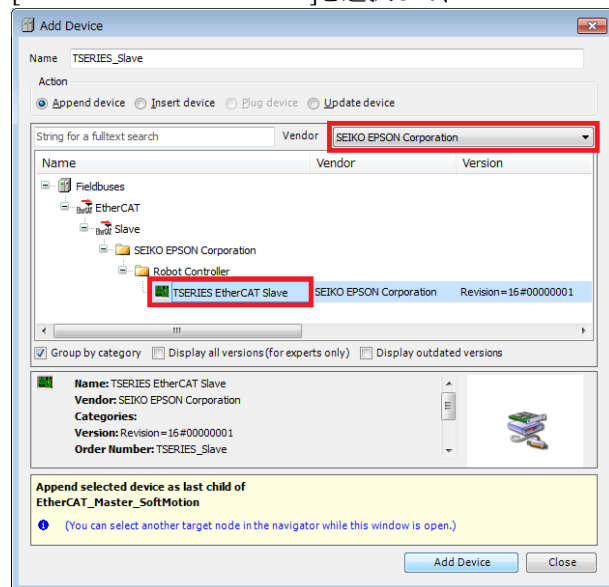 ]を選択し、
Add Device
Name TSERIES_Slave
Action
Append device Insert device Plug device Update device
String for a fulltext search Vendor SEIKO EPSON Corporation
Name Vendor Version
Fieldbuses
EtherCAT
Slave
SEIKO EPSON Corporation
Robot Controller
TSERIES EtherCAT Slave SEIKO EPSON Corporation Revision=16#00000001
Group by category Display all versions (for experts only) Display outdated versions
Name: TSERIES EtherCAT Slave
Vendor: SEIKO EPSON Corporation
Categories:
Version: Revision=16#00000001
Order Number: TSERIES_Slave
Append selected device as last child of
EtherCAT_Master_SoftMotion
(You can select another target node in the navigator while this window is open.)
Add Device Close